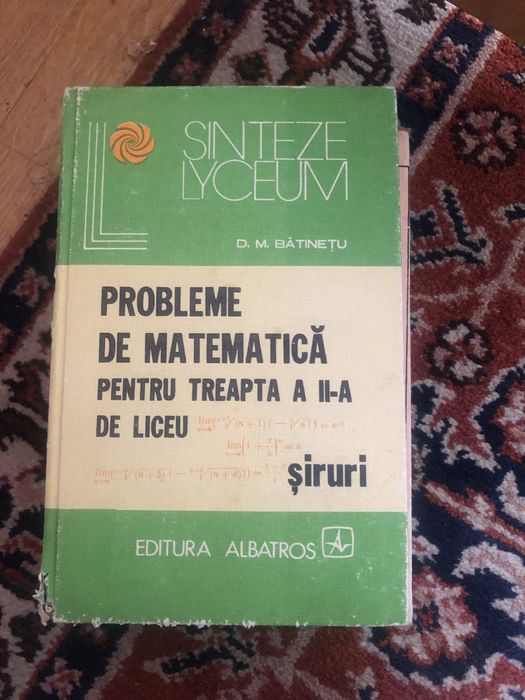 SINTEZE
LYCEUM
D. M. BĂTINEȚU
PROBLEME
DE MATEMATICĂ
PENTRU TREAPTA A II-A
DE LICEU
șiruri
EDITURA ALBATROS